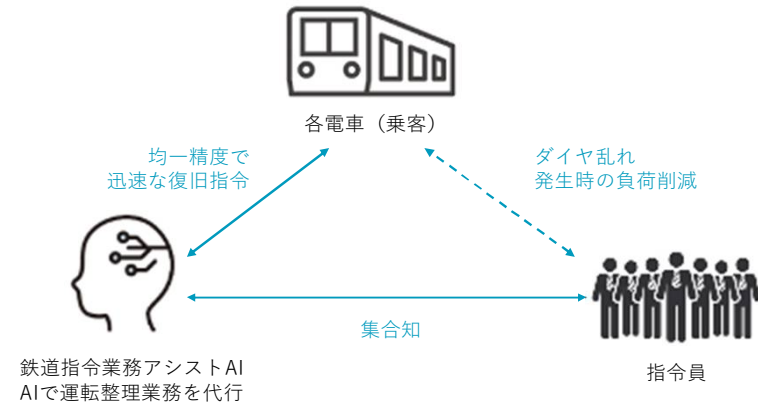 各電車（乗客）
均一精度で
迅速な復旧指令
ダイヤ乱れ
発生時の負荷削減
集合知
鉄道指令業務アシストAI
AIで運転整理業務を代行
指令員